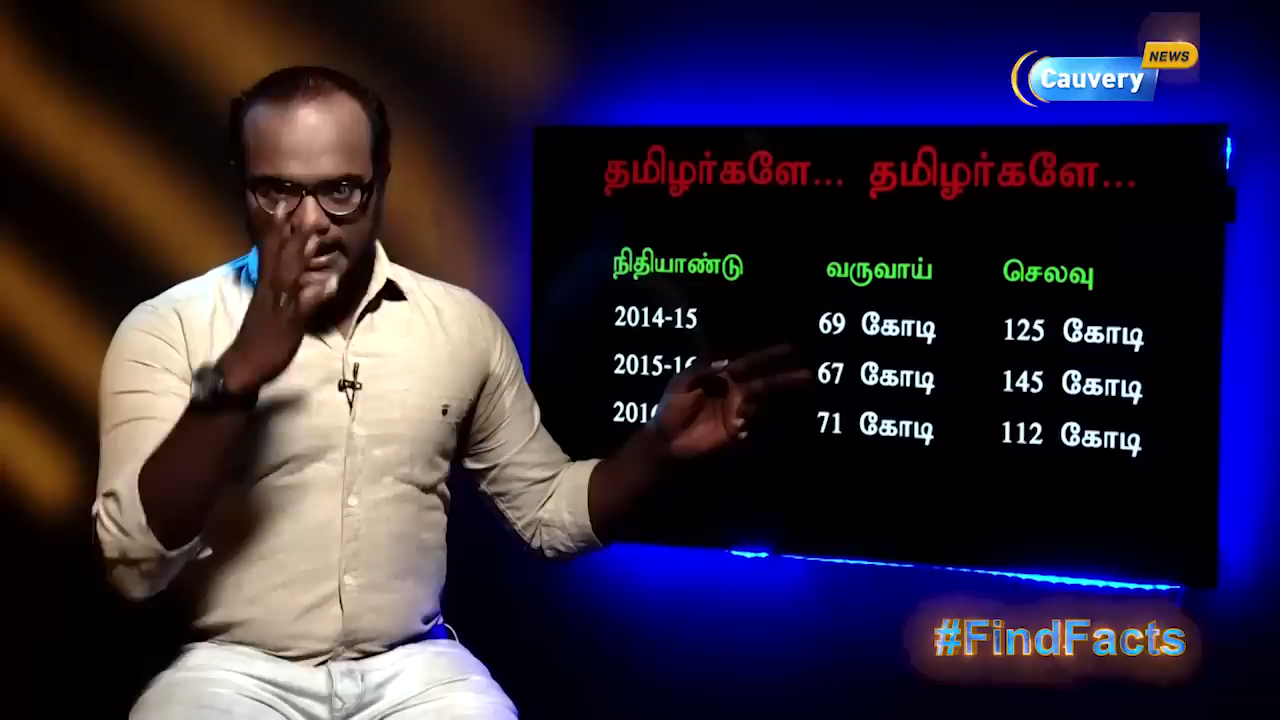 NEWS
Cauvery
தமிழர்களே... தமிழர்களே...
நிதியாண்டு வருவாய் செலவு
2014-15 69 கோடி 125 கோடி
67 கோடி 145 கோடி
71 கோடி 112 கோடி
#FindFacts